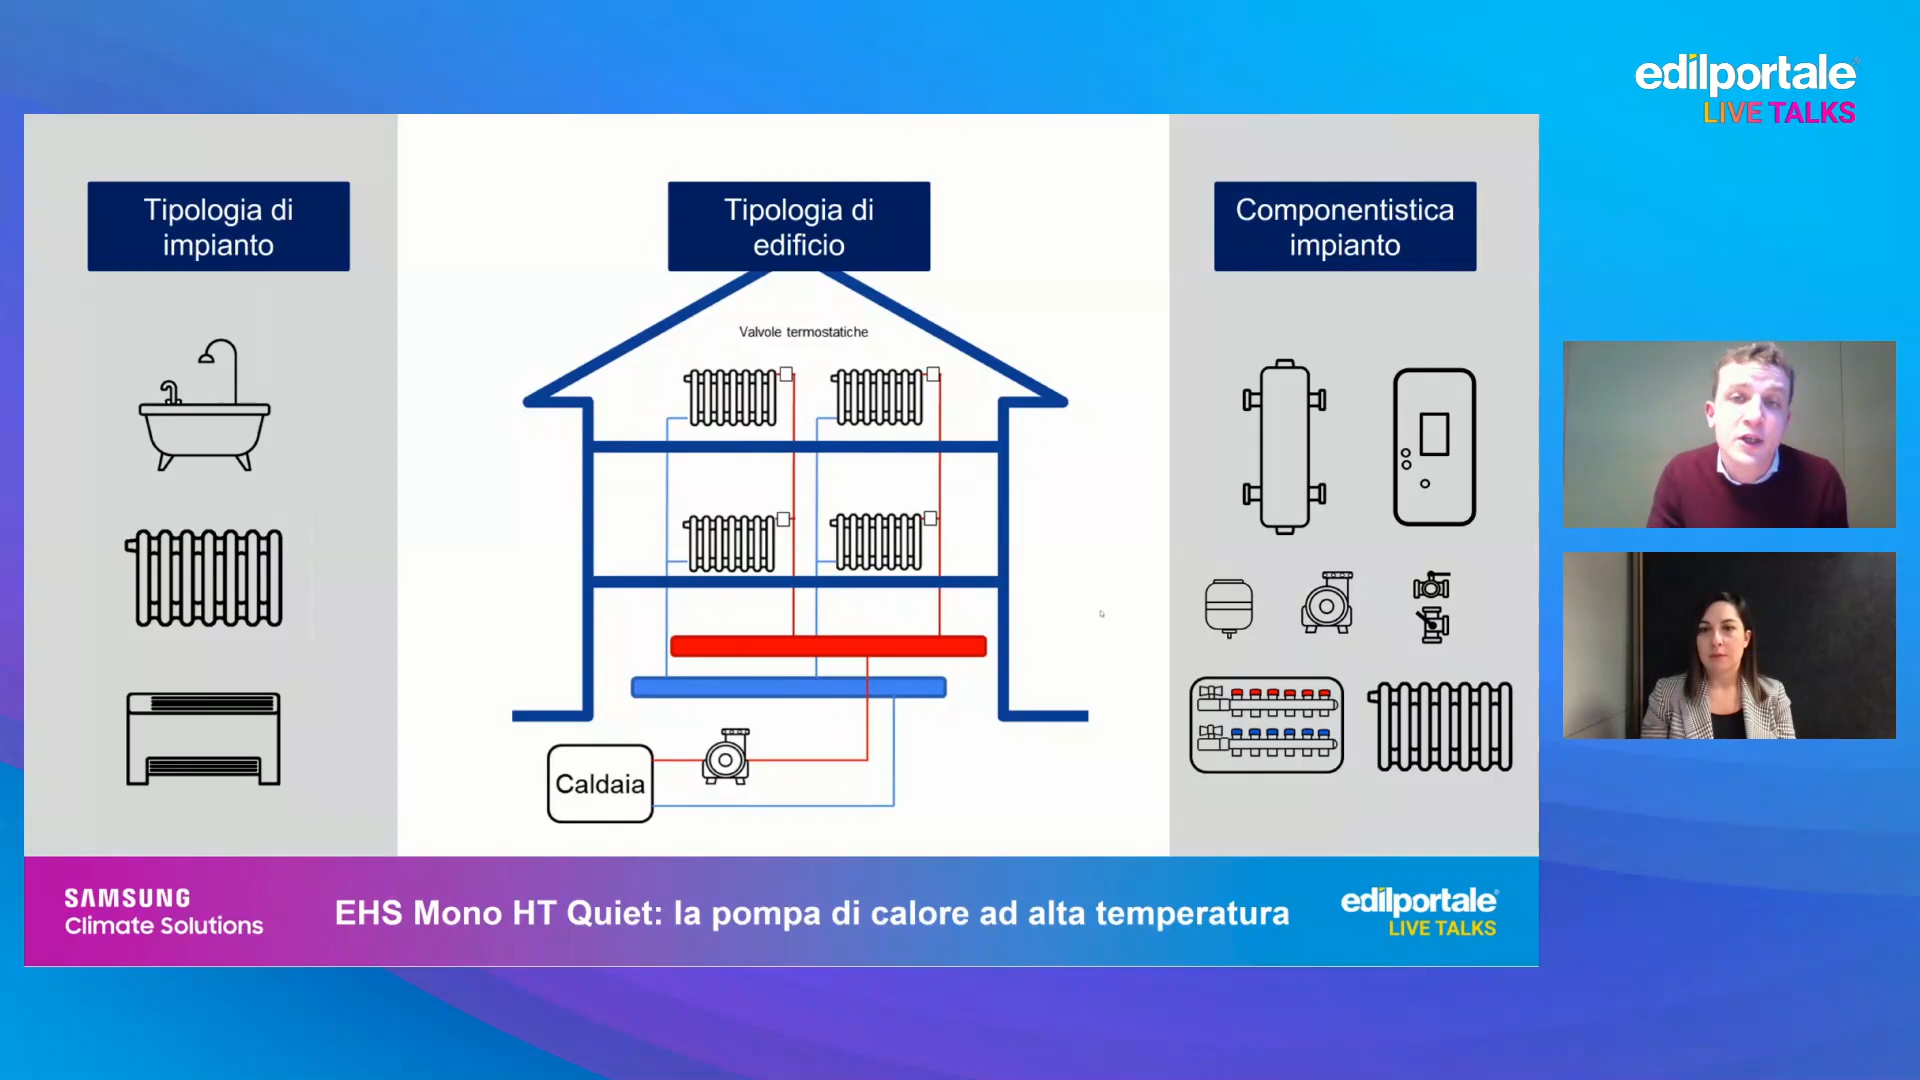 edilportale
LIVE TALKS
Tipologia di
impianto
Tipologia di
edificio
Componentistica
impianto
Valvole termostatiche
Caldaia
SAMSUNG
Climate Solutions
EHS Mono HT Quiet: la pompa di calore ad alta temperatura
edilportale
LIVE TALKS